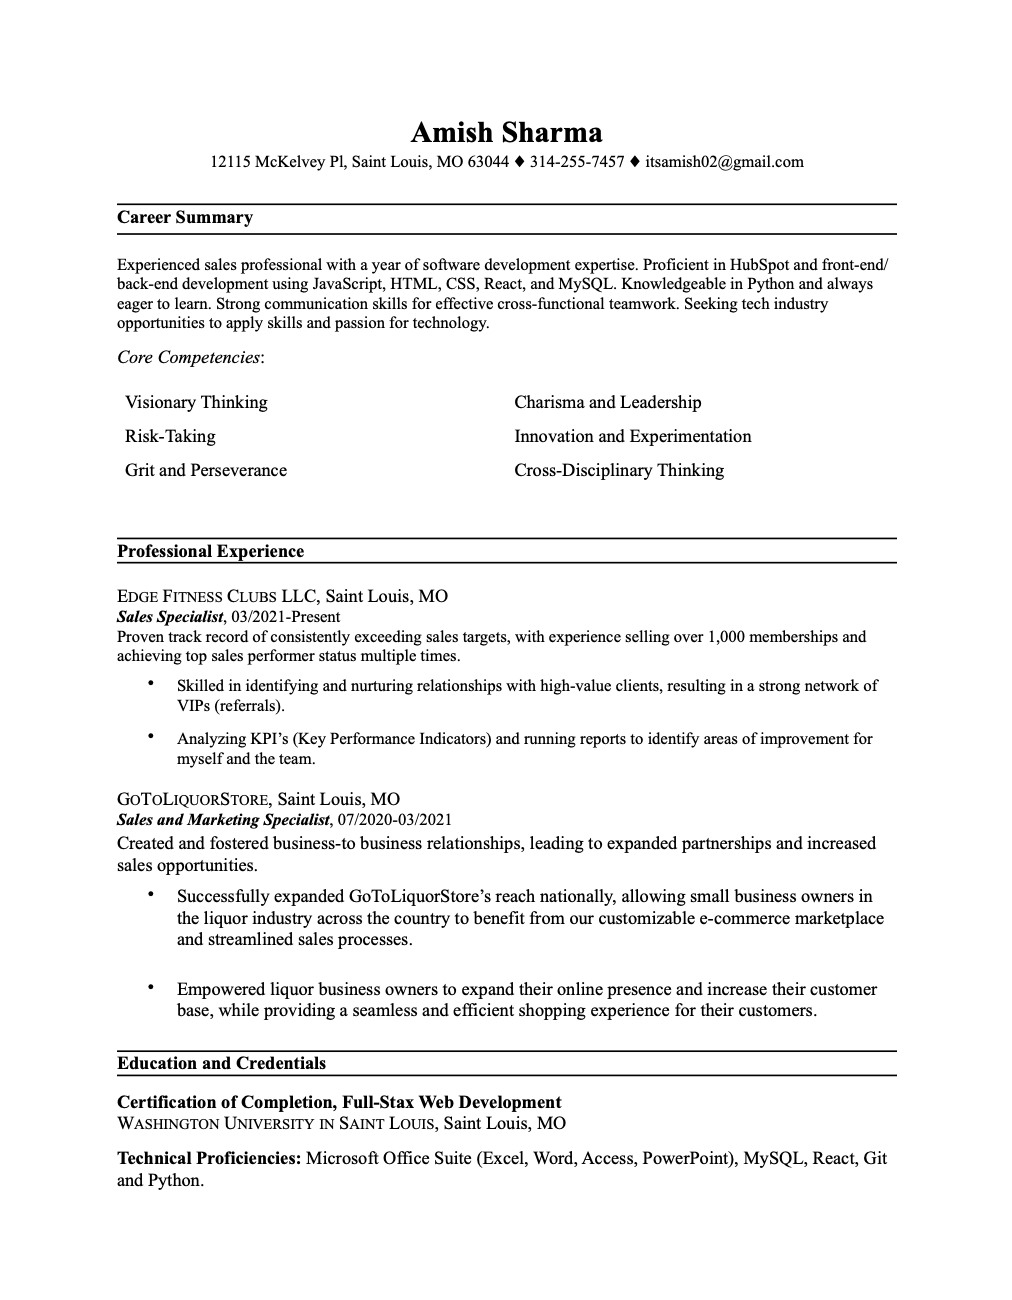 Amish Sharma
12115 McKelvey Pl, Saint Louis, MO 63044 ♦ 314-255-7457 ♦ itsamish02@gmail.com
Career Summary
Experienced sales professional with a year of software development expertise. Proficient in HubSpot and front-end/
back-end development using JavaScript, HTML, CSS, React, and MySQL. Knowledgeable in Python and always
eager to learn. Strong communication skills for effective cross-functional teamwork. Seeking tech industry
opportunities to apply skills and passion for technology.
Core Competencies:
Visionary Thinking
Risk-Taking
Grit and Perseverance
Charisma and Leadership
Innovation and Experimentation
Cross-Disciplinary Thinking
Professional Experience
EDGE FITNESS CLUBS LLC, Saint Louis, MO
Sales Specialist, 03/2021-Present
Proven track record of consistently exceeding sales targets, with experience selling over 1,000 memberships and
achieving top sales performer status multiple times.
• Skilled in identifying and nurturing relationships with high-value clients, resulting in a strong network of
VIPs (referrals).
• Analyzing KPI’s (Key Performance Indicators) and running reports to identify areas of improvement for
myself and the team.
GOTOLIQUORSTORE, Saint Louis, MO
Sales and Marketing Specialist, 07/2020-03/2021
Created and fostered business-to business relationships, leading to expanded partnerships and increased
sales opportunities.
• Successfully expanded GoToLiquorStore’s reach nationally, allowing small business owners in
the liquor industry across the country to benefit from our customizable e-commerce marketplace
and streamlined sales processes.
• Empowered liquor business owners to expand their online presence and increase their customer
base, while providing a seamless and efficient shopping experience for their customers.
Education and Credentials
Certification of Completion, Full-Stax Web Development
WASHINGTON UNIVERSITY IN SAINT LOUIS, Saint Louis, MO
Technical Proficiencies: Microsoft Office Suite (Excel, Word, Access, PowerPoint), MySQL, React, Git
and Python.